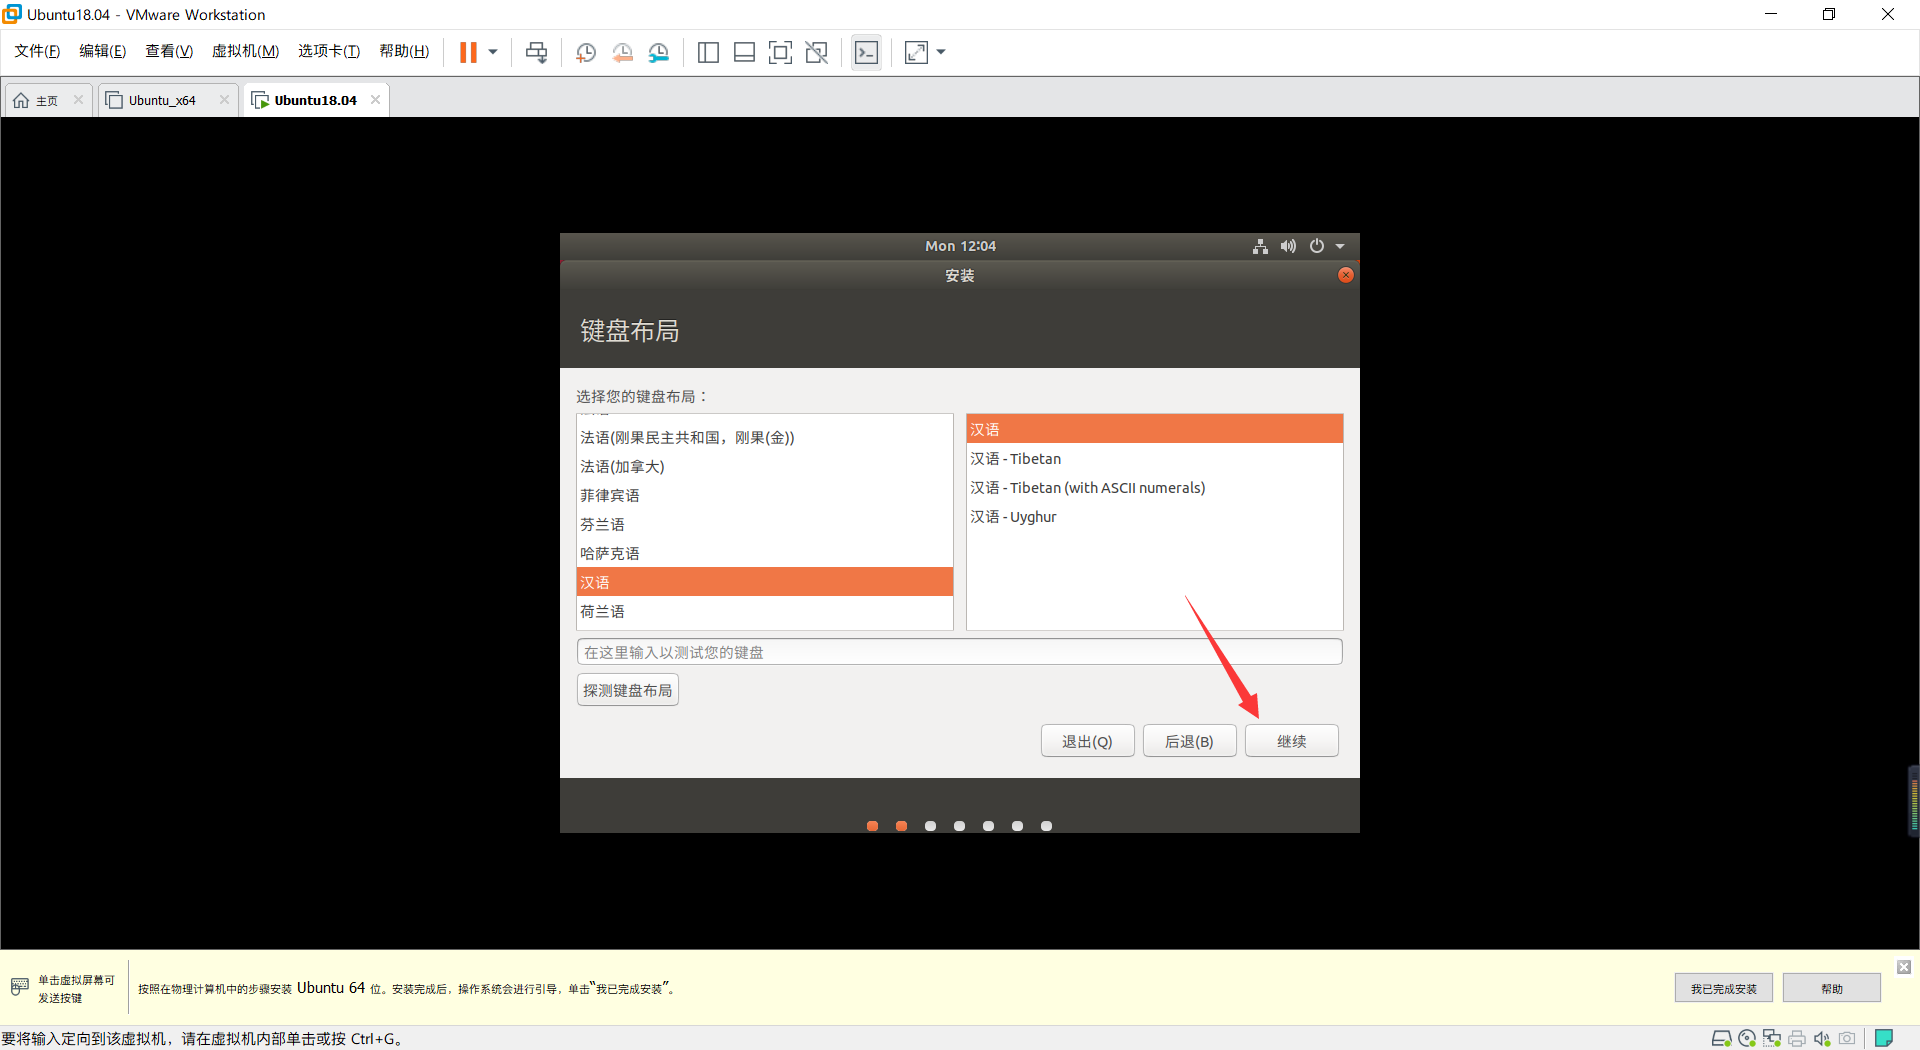 Ubuntu18.04 - VMware Workstation
文件(F) 编辑(E) 查看(V) 虚拟机(M) 选项卡(T) 帮助(H)
主页 Ubuntu_x64 Ubuntu18.04
Mon 12:04
安装
键盘布局
选择您的键盘布局：
法语(刚果民主共和国，刚果(金))
法语(加拿大)
菲律宾语
芬兰语
哈萨克语
汉语
荷兰语
汉语
汉语 - Tibetan
汉语 - Tibetan (with ASCII numerals)
汉语 - Uyghur
在这里输入以测试您的键盘
探测键盘布局
退出(Q) 后退(B) 继续
单击虚拟屏幕可
发送按键
按照在物理计算机中的步骤安装 Ubuntu 64 位。安装完成后，操作系统会进行引导，单击“我已完成安装”。
我已完成安装 帮助
要将输入定向到该虚拟机，请在虚拟机内部单击或按 Ctrl+G。